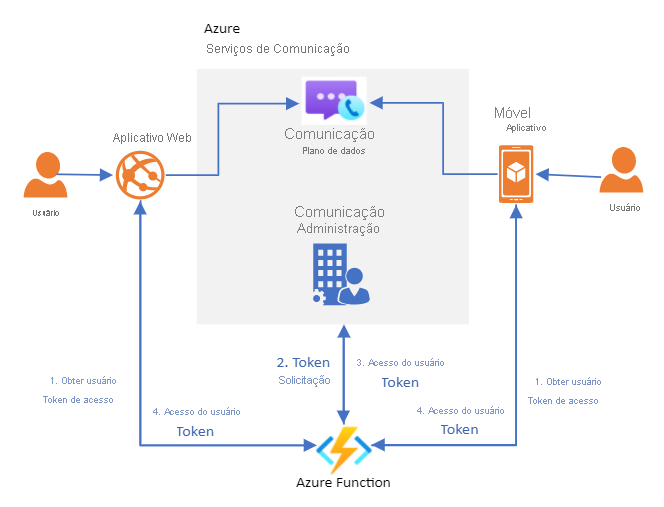 Azure
Serviços de Comunicação
Aplicativo Web
Comunicação
Plano de dados
Móvel
Aplicativo
Usuário
Usuário
Comunicação
Administração
2. Token
Solicitação
3. Acesso do usuário
Token
1. Obter usuário
Token de acesso
4. Acesso do usuário
Token
1. Obter usuário
Token de acesso
4. Acesso do usuário
Token
Azure Function